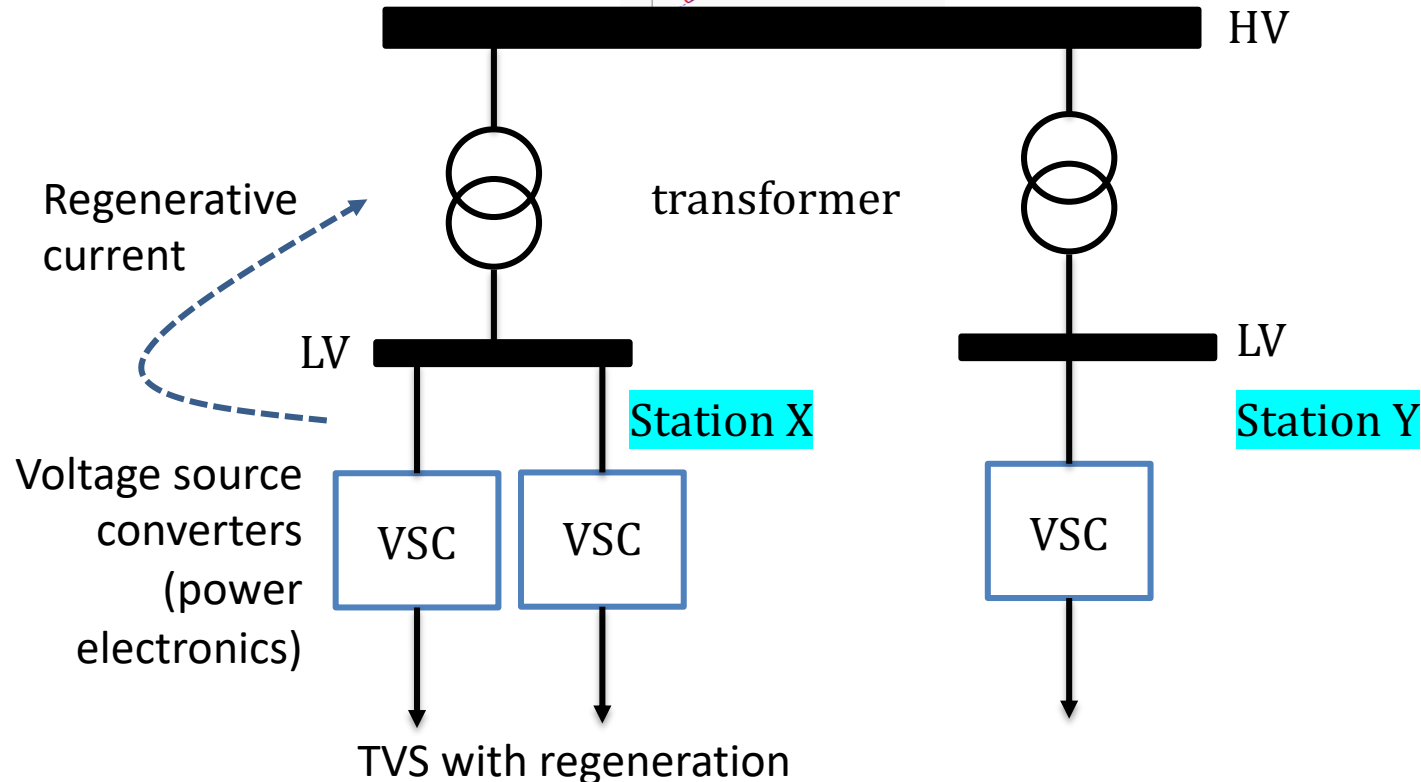 HV
Regenerative
current
transformer
LV
LV
Station X
Station Y
Voltage source
converters
(power
electronics)
VSC
VSC
VSC
TVS with regeneration